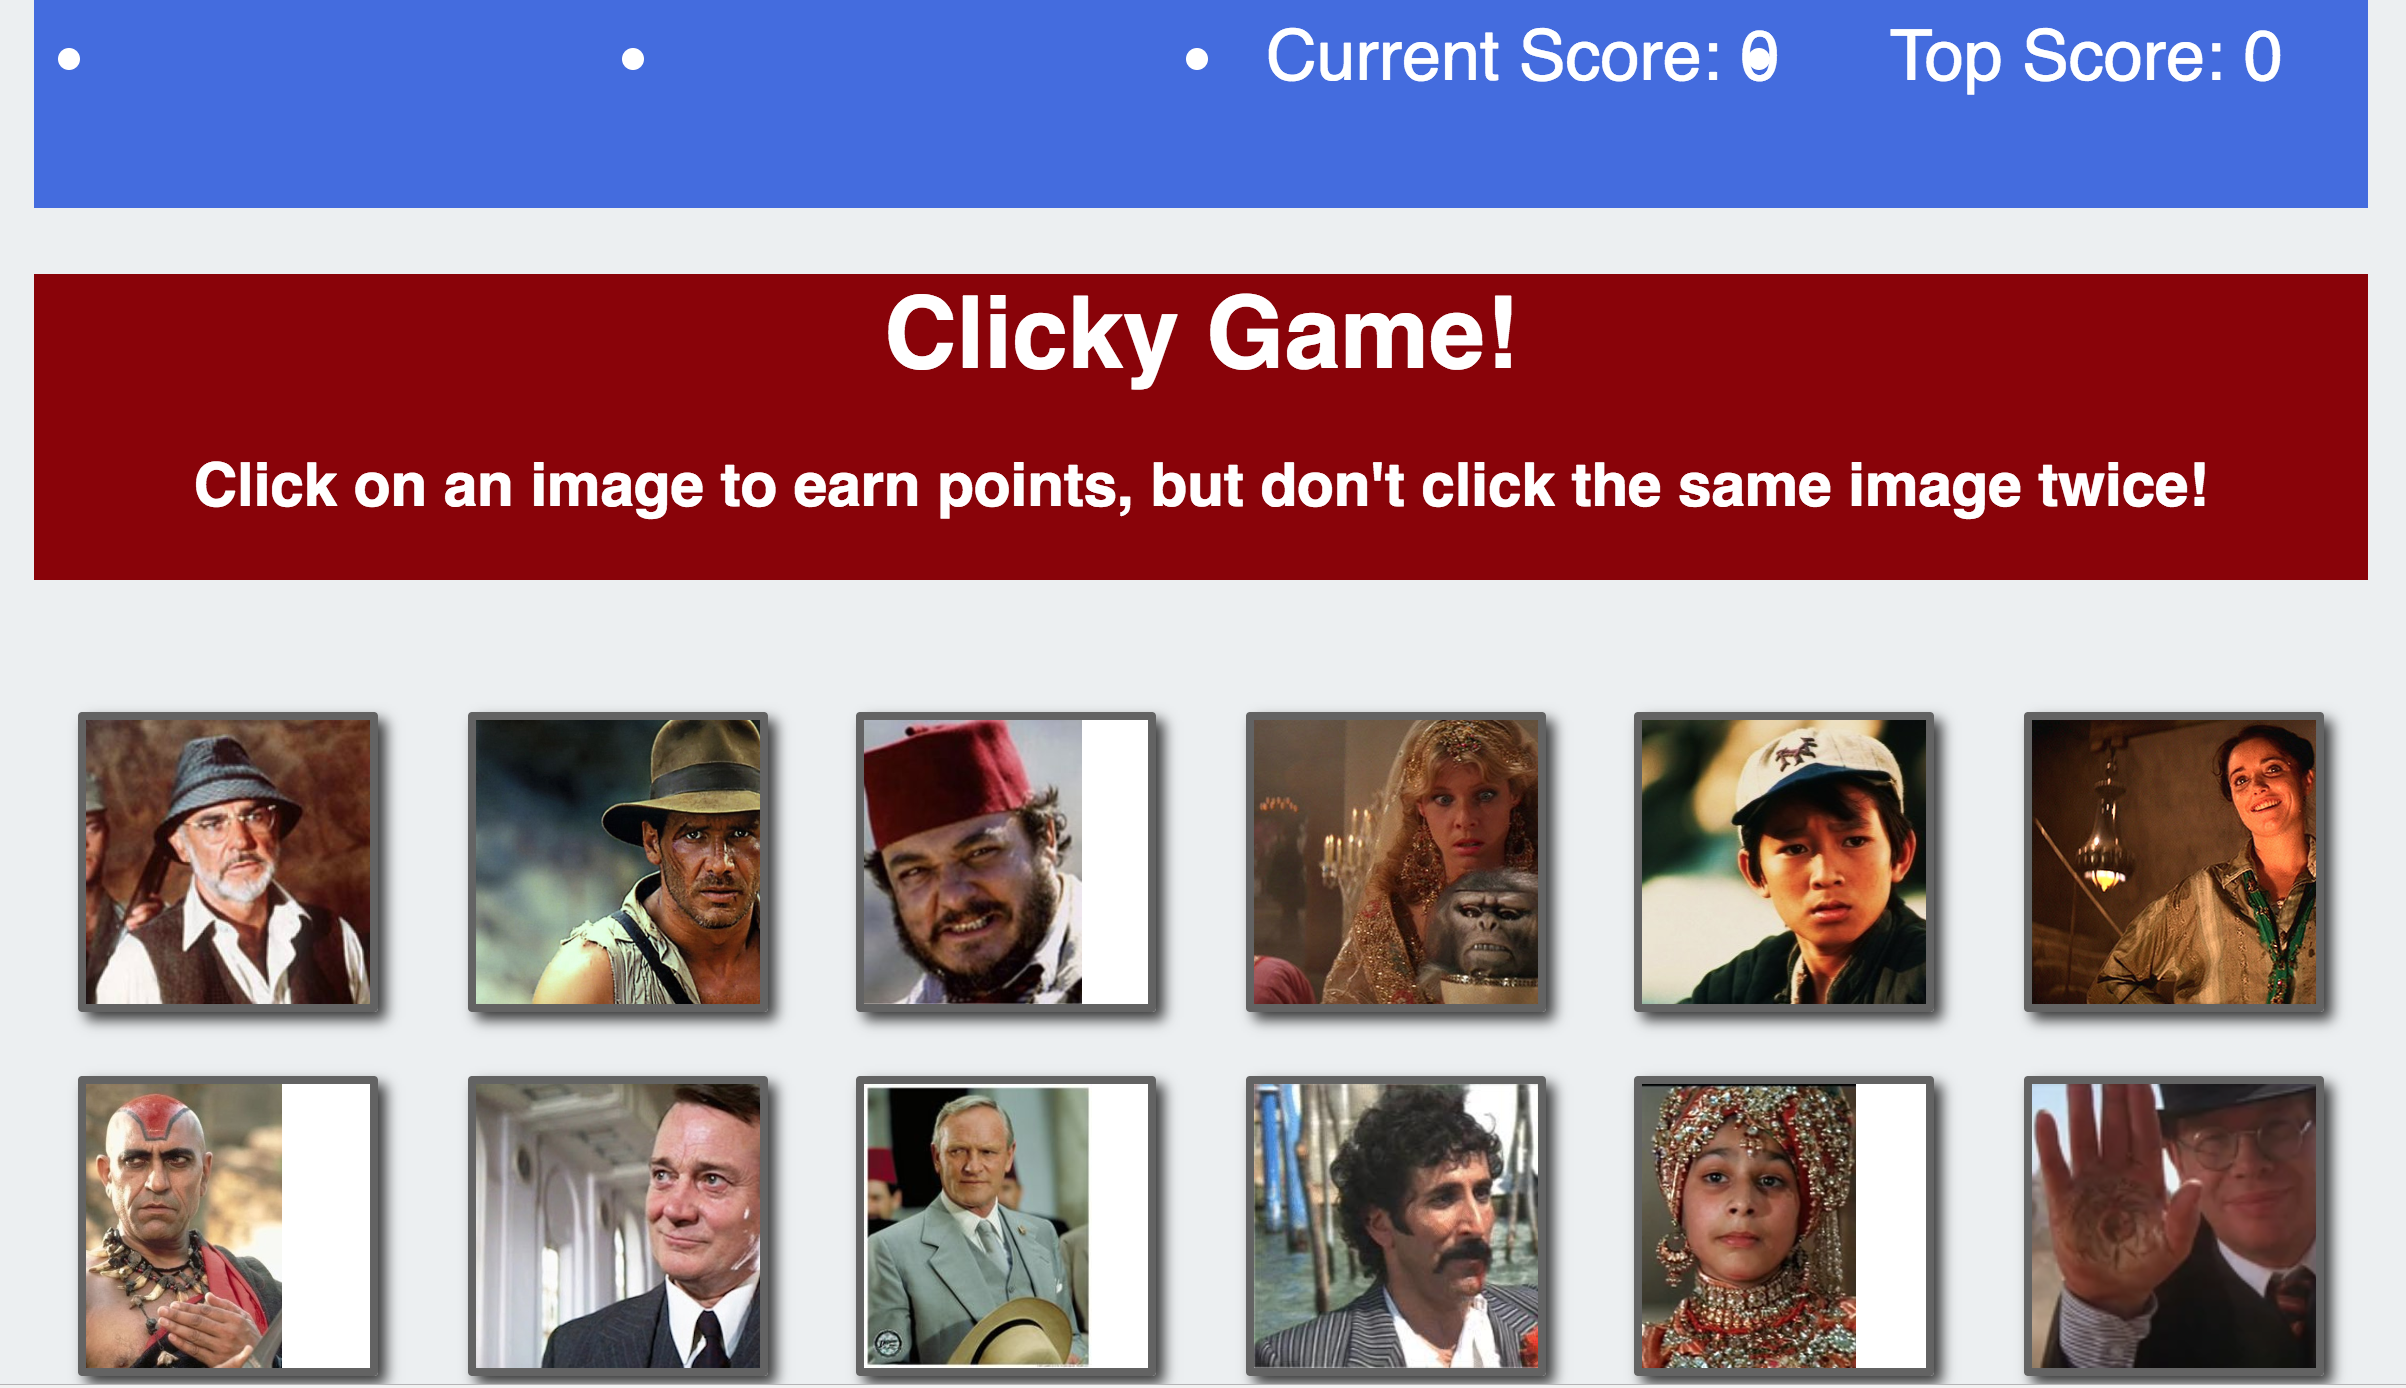 Current Score: 0 Top Score: 0
Clicky Game!
Click on an image to earn points, but don't click the same image twice!